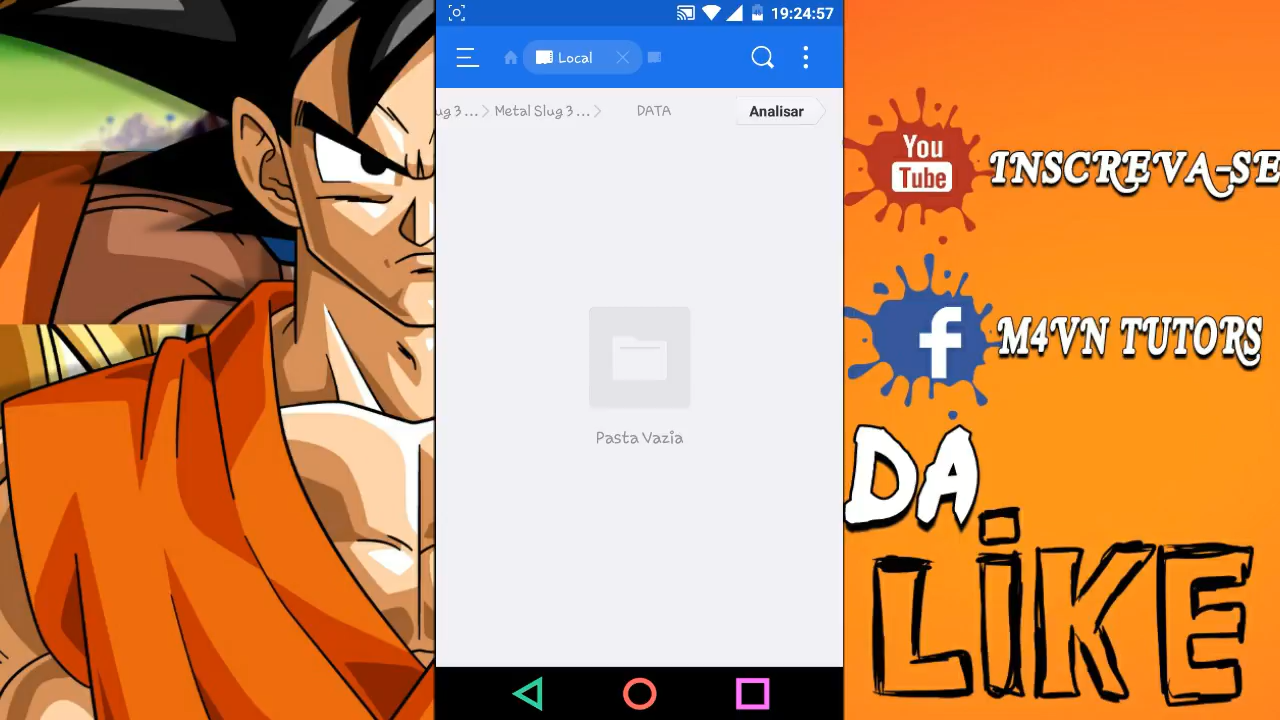 19:24:57
Local
ug 3 ... Metal Slug 3 ... DATA Analisar
Pasta Vazia
You
Tube
INSCREVA-SE
f M4VN TUTORS
DA
LiKE